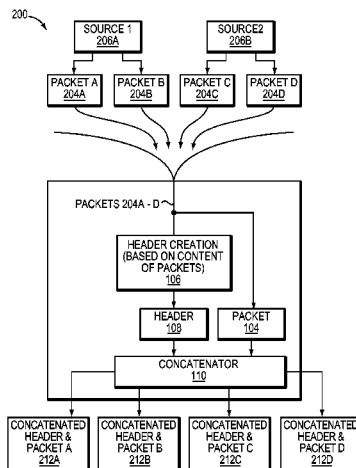 200
SOURCE 1
206A
SOURCE2
206B
PACKET A
204A
PACKET B
204B
PACKET C
204C
PACKET D
204D
PACKETS 204A - D
HEADER CREATION
(BASED ON CONTENT
OF PACKETS)
106
HEADER
108
PACKET
104
CONCATENATOR
110
CONCATENATED
HEADER &
PACKET A
212A
CONCATENATED
HEADER &
PACKET B
212B
CONCATENATED
HEADER &
PACKET C
212C
CONCATENATED
HEADER &
PACKET D
212D